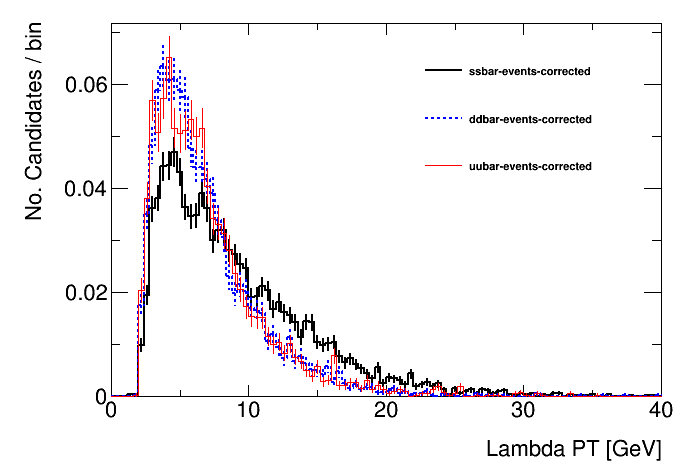 No. Candidates / bin
0.06
0.04
0.02
0
ssbar-events-corrected
ddbar-events-corrected
uubar-events-corrected
0 10 20 30 40
Lambda PT [GeV]